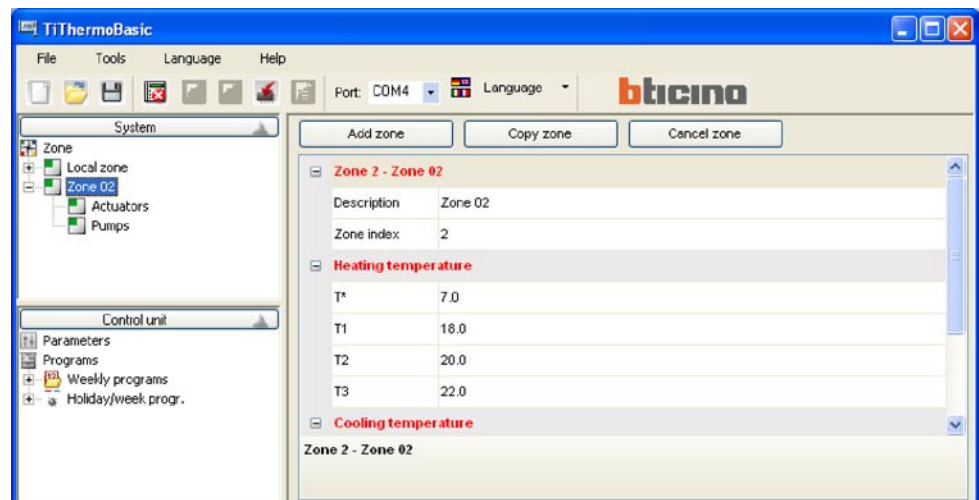 TiThermoBasic
File Tools Language Help
Port: COM4 Language bticino
System
Zone
Local zone
Zone 02
Actuators
Pumps
Control unit
Parameters
Programs
Weekly programs
Holiday/week progr.
Add zone Copy zone Cancel zone
Zone 2 - Zone 02
Description Zone 02
Zone index 2
Heating temperature
T* 7.0
T1 18.0
T2 20.0
T3 22.0
Cooling temperature
Zone 2 - Zone 02